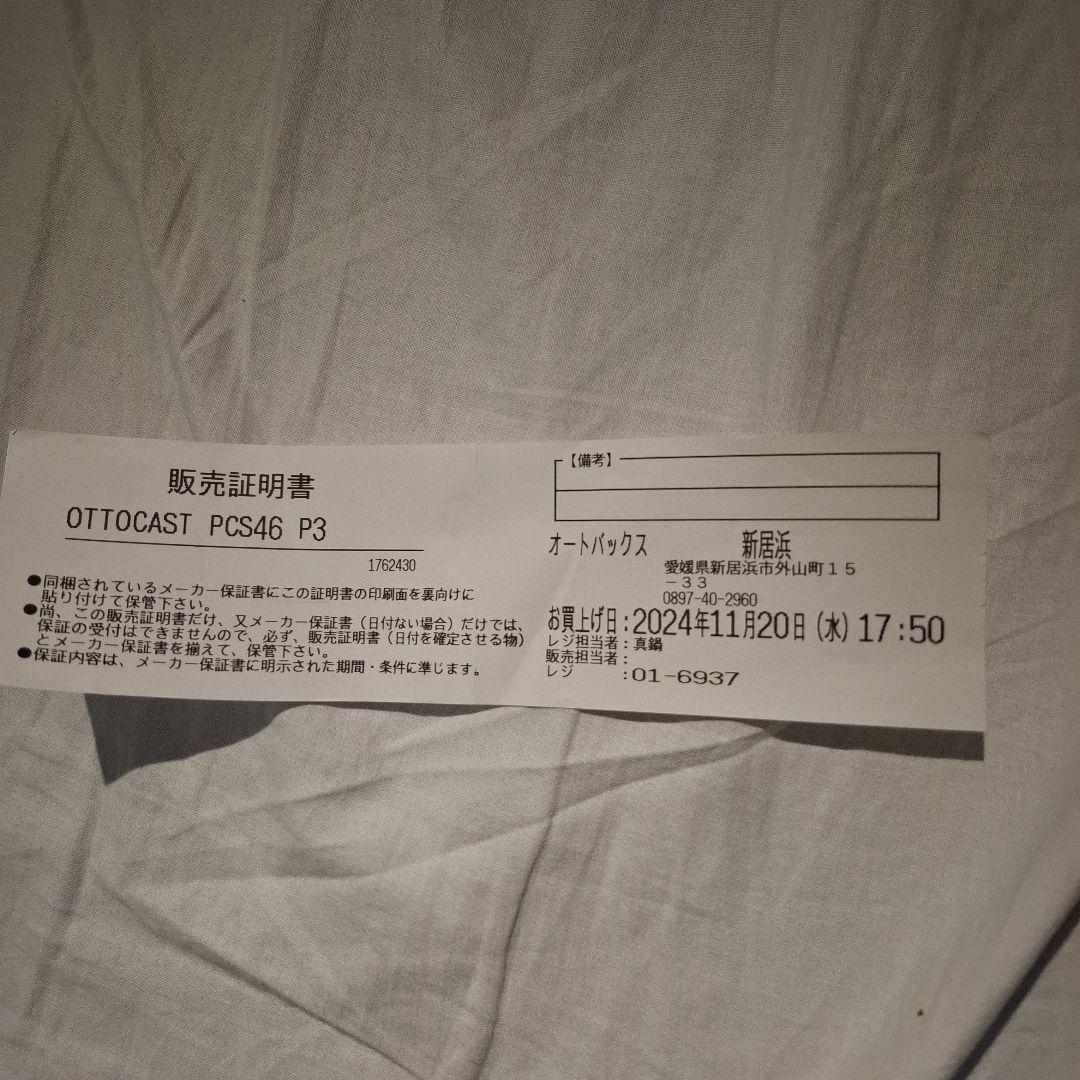 販売証明書
OTTOCAST PCS46 P3
1762430
●同梱されているメーカー保証書にこの証明書の印刷面を裏向けに
貼り付けて保管下さい。
●尚、この販売証明書だけ、又メーカー保証書（日付ない場合）だけでは、
保証の受付はできませんので、必ず、販売証明書（日付を確定させる物）
とメーカー保証書を揃えて、保管下さい。
●保証内容は、メーカー保証書に明示された期間・条件に準じます。
【備考】
オートバックス 新居浜
愛媛県新居浜市外山町１５
－３３
0897-40-2960
お買上げ日：2024年11月20日（水）17：50
レジ担当者：真鍋
販売担当者：
レジ ：01-6937